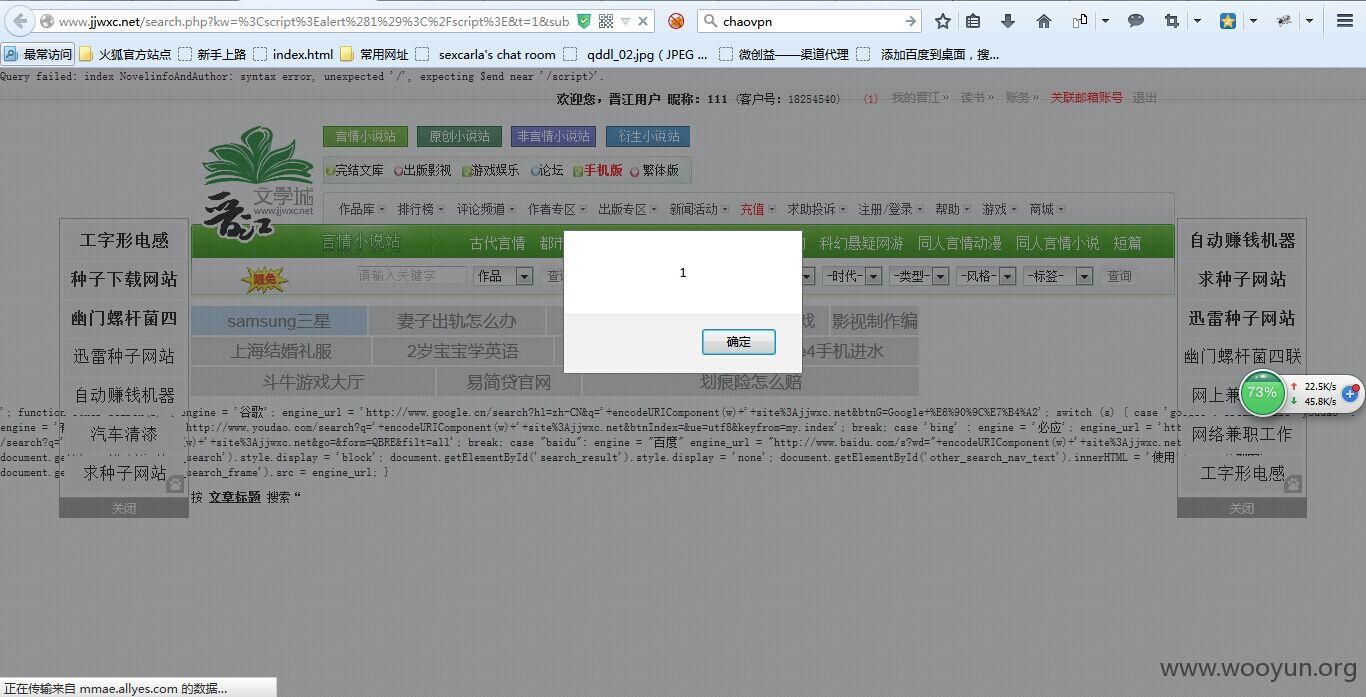 www.jjwxc.net/search.php?kw=%3Cscript%3Ealert%281%29%3C%2Fscript%3E&t=1&sub
chaovpn
最常访问 火狐官方站点 新手上路 index.html 常用网址 sexcarla's chat room qddl_02.jpg ( JPEG ... 微创益——渠道代理 添加百度到桌面，搜...
Query failed: index NovelinfoAndAuthor: syntax error, unexpected '/', expecting $end near '/script>'.
欢迎您，晋江用户 昵称：111 (客户号：18254540) (1) 我的晋江» 读书» 账务» 关联邮箱账号 退出
言情小说站 原创小说站 非言情小说站 衍生小说站
完结文库 出版影视 游戏娱乐 论坛 手机版 繁体版
晋江 文學城
www.jjwxc.net
作品库 排行榜 评论频道 作者专区 出版专区 新闻活动 充值 求助投诉 注册/登录 帮助 游戏 商城
言情小说站 古代言情 都市 科幻悬疑网游 同人言情动漫 同人言情小说 短篇
限免 请输入关键字 作品 查 -时代- -类型- -风格- -标签- 查询
1
确定
samsung三星 妻子出轨怎么办 戏 影视制作编
上海结婚礼服 2岁宝宝学英语 e4手机进水
斗牛游戏大厅 易简贷官网 划痕险怎么赔
工字形电感
种子下载网站
幽门螺杆菌四
迅雷种子网站
自动赚钱机器
汽车清漆
求种子网站
关闭
自动赚钱机器
求种子网站
迅雷种子网站
幽门螺杆菌四联
网上兼
网络兼职工作
工字形电感
关闭
73% 22.5K/s
45.8K/s
'; function other_search(s) { engine = '谷歌'; engine_url = 'http://www.google.cn/search?hl=zh-CN&q='+encodeURIComponent(w)+'+site%3Ajjwxc.net&btnG=Google+%E6%90%9C%E7%B4%A2'; switch (s) { case
engine = '有 http://www.youdao.com/search?q='+encodeURIComponent(w)+'+site%3Ajjwxc.net&btnIndex=&ue=utf8&keyfrom=my.index'; break; case 'bing' : engine = '必应'; engine_url = 'htt
/search?q= (w)+'+site%3Ajjwxc.net&go=&form=QBRE&filt=all'; break; case "baidu": engine = "百度" engine_url = "http://www.baidu.com/s?wd="+encodeURIComponent(w)+"+site%3Ajjwxc.net
document.ge search').style.display = 'block'; document.getElementById('search_result').style.display = 'none'; document.getElementById('other_search_nav_text').innerHTML = '使用
document.ge search_frame').src = engine_url; }
按 文章标题 搜索 “
正在传输来自 mmae.allyes.com 的数据...
www.wooyun.org